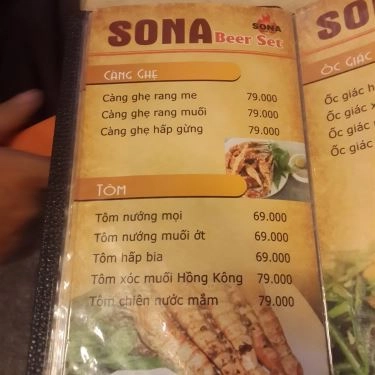 SONA
Beer Set
SONA
CÀNG GHẸ
Càng ghẹ rang me 79.000
Càng ghẹ rang muối 79.000
Càng ghẹ hấp gừng 79.000
TÔM
Tôm nướng mọi 69.000
Tôm nướng muối ớt 69.000
Tôm hấp bia 69.000
Tôm xóc muối Hồng Kông 79.000
Tôm chiên nước mắm 79.000
SON
ỐC GIÁC
Ốc giác
Ốc giác
Ốc giác
Ốc giác